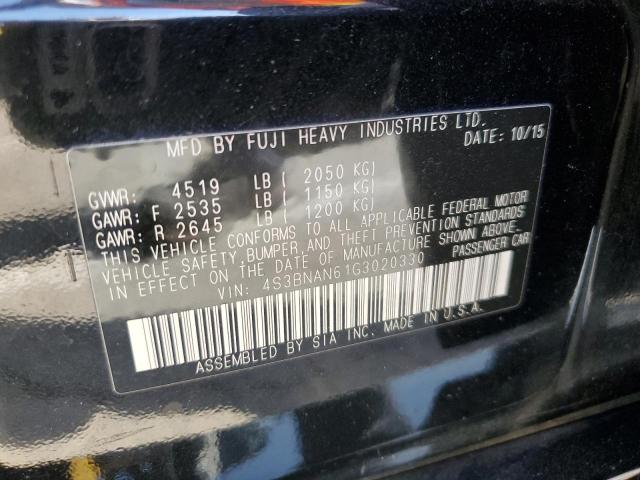 MFD BY FUJI HEAVY INDUSTRIES LTD.
DATE: 10/15
GVWR: 4519 LB ( 2050 KG)
GAWR: F 2535 LB ( 1150 KG)
GAWR: R 2645 LB ( 1200 KG)
THIS VEHICLE CONFORMS TO ALL APPLICABLE FEDERAL MOTOR
VEHICLE SAFETY, BUMPER, AND THEFT PREVENTION STANDARDS
IN EFFECT ON THE DATE OF MANUFACTURE SHOWN ABOVE.
VIN: 4S3BNAN61G3020330 PASSENGER CAR
ASSEMBLED BY SIA INC. MADE IN U.S.A.